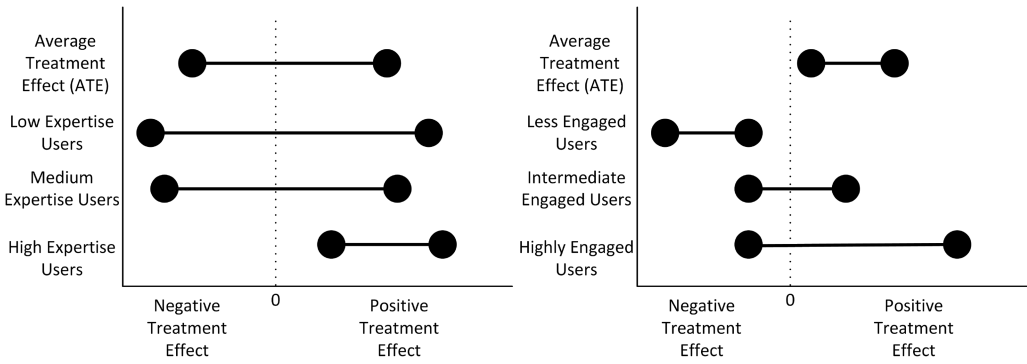 Average
Treatment
Effect (ATE)
Low Expertise
Users
Medium
Expertise Users
High Expertise
Users
0
Negative
Treatment
Effect
Positive
Treatment
Effect
Average
Treatment
Effect (ATE)
Less Engaged
Users
Intermediate
Engaged Users
Highly Engaged
Users
0
Negative
Treatment
Effect
Positive
Treatment
Effect